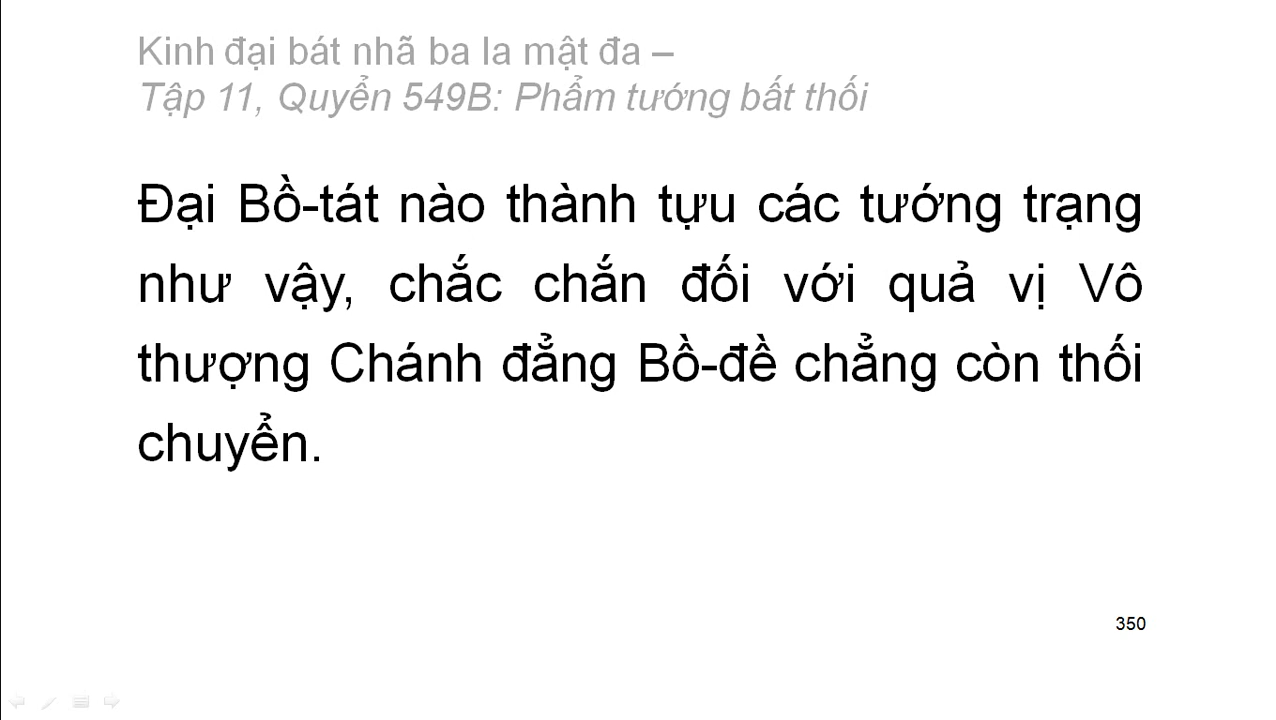 Kinh đại bát nhã ba la mật đa –
Tập 11, Quyển 549B: Phẩm tướng bất thối
Đại Bồ-tát nào thành tựu các tướng trạng
như vậy, chắc chắn đối với quả vị Vô
thượng Chánh đẳng Bồ-đề chẳng còn thối
chuyển.
350